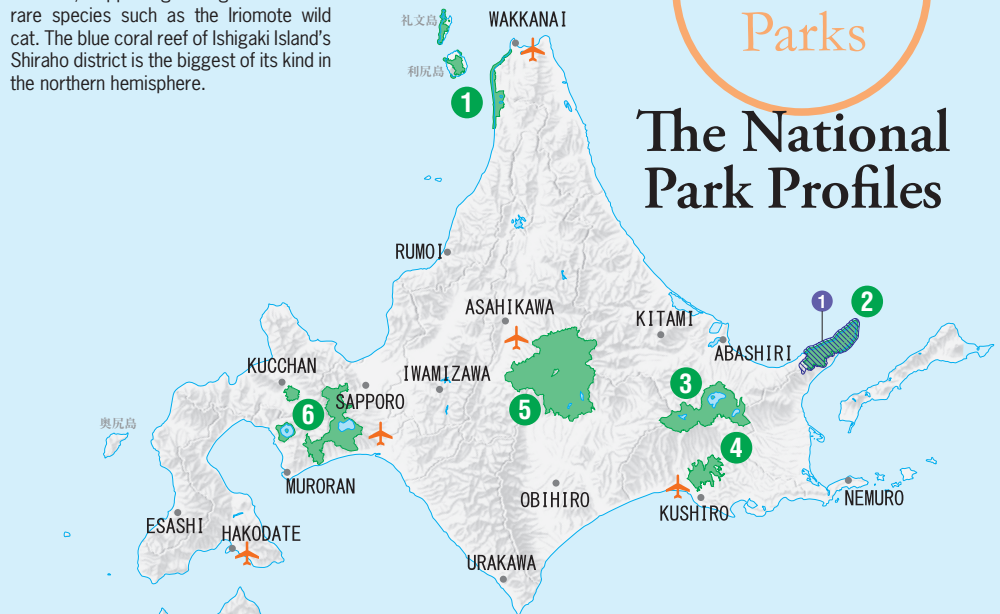 rare species such as the Iriomote wild
cat. The blue coral reef of Ishigaki Island's
Shiraho district is the biggest of its kind in
the northern hemisphere.
Parks
The National
Park Profiles
礼文島
WAKKANAI
利尻島
1
RUMOI
ASAHIKAWA
KITAMI
1
2
ABASHIRI
KUCCHAN
IWAMIZAWA
SAPPORO
3
5
6
奥尻島
4
MURORAN
OBIHIRO
KUSHIRO
NEMURO
ESASHI
HAKODATE
URAKAWA